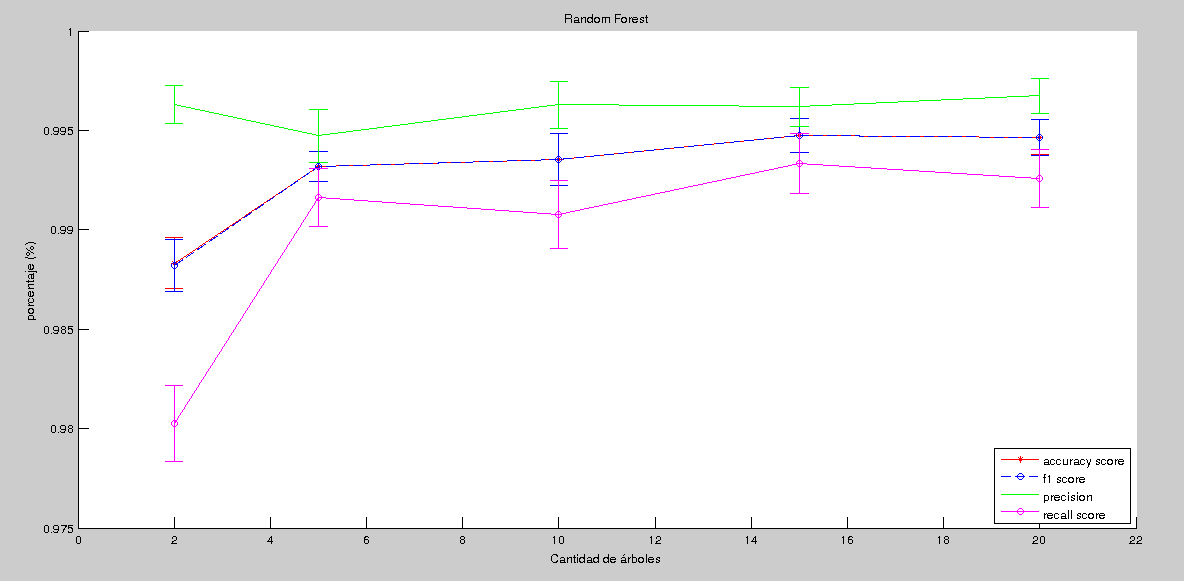 Random Forest
1
0.995
0.99
0.985
0.98
0.975
porcentaje (%)
0 2 4 6 8 10 12 14 16 18 20 22
Cantidad de árboles
accuracy score
f1 score
precision
recall score